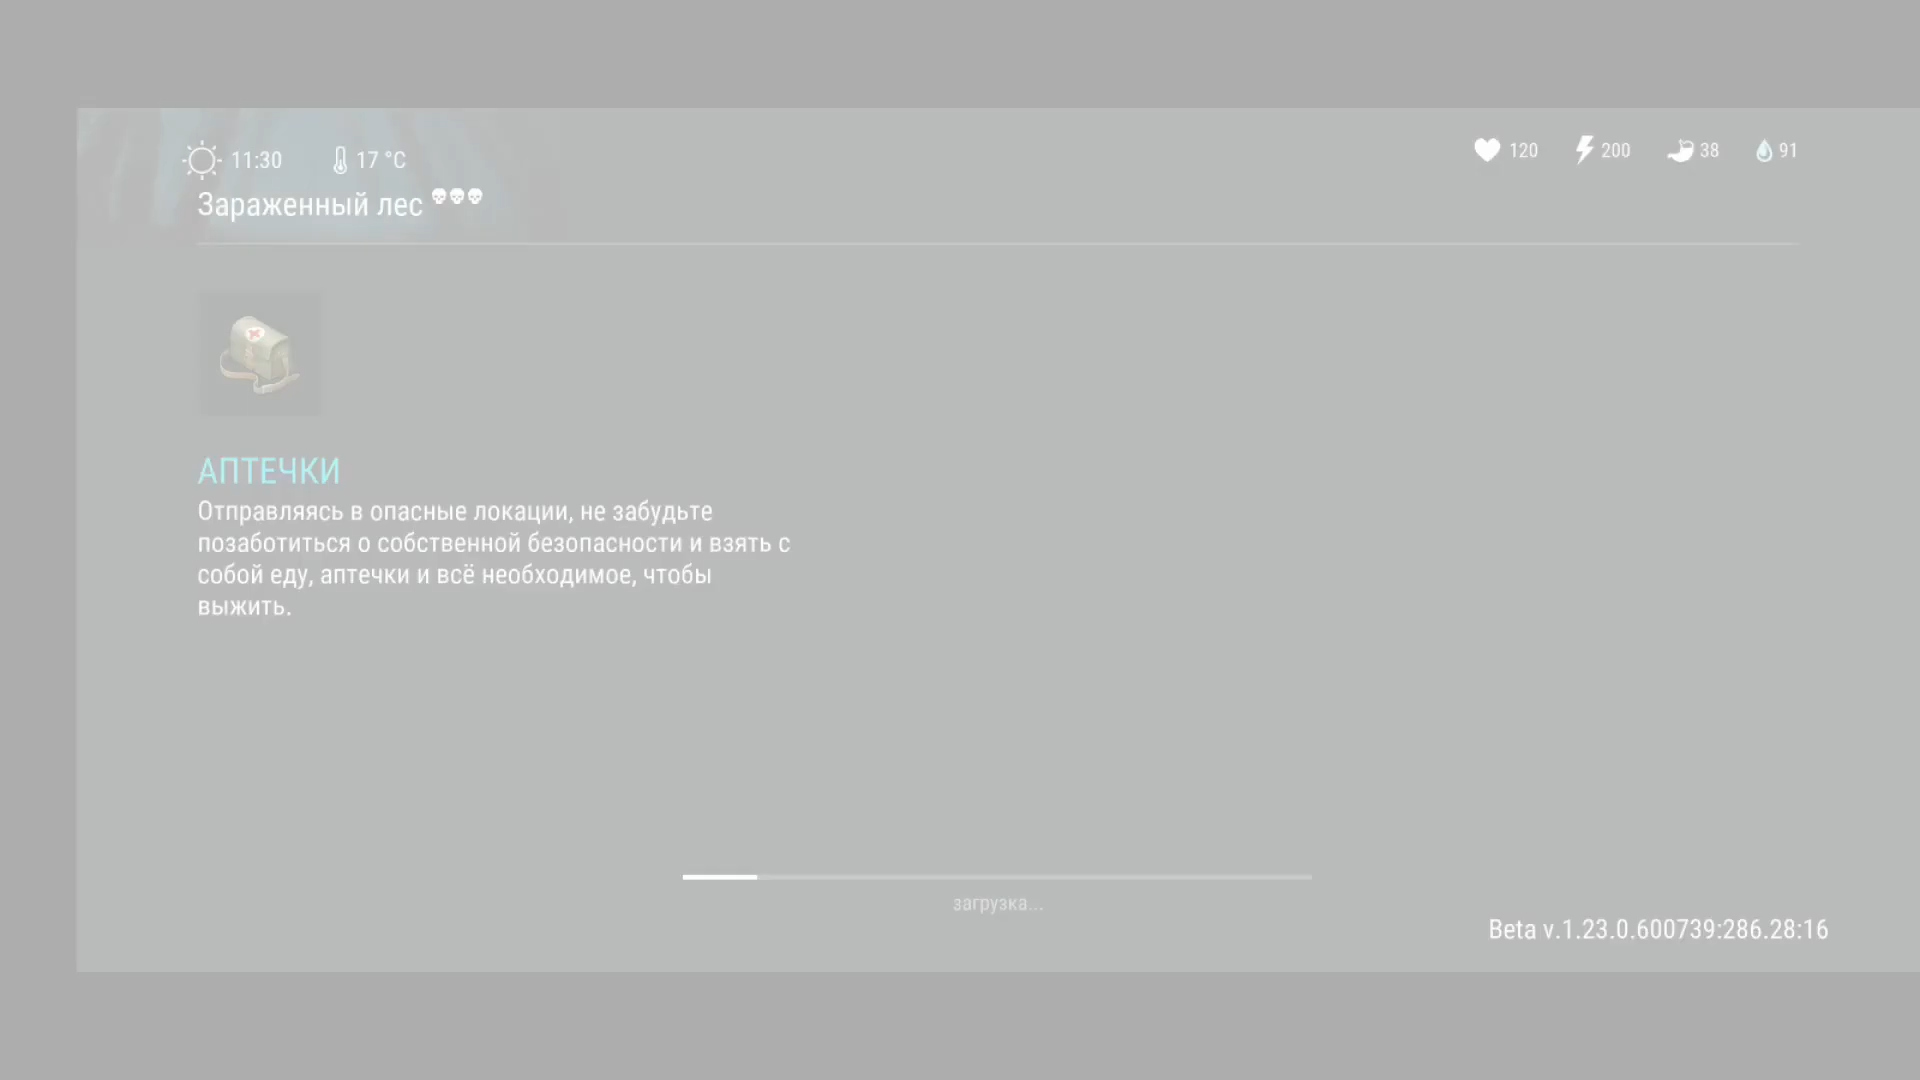 11:30 17 °C
120 200 38 91
Зараженный лес
АПТЕЧКИ
Отправляясь в опасные локации, не забудьте
позаботиться о собственной безопасности и взять с
собой еду, аптечки и всё необходимое, чтобы
выжить.
загрузка...
Beta v.1.23.0.600739:286.28:16